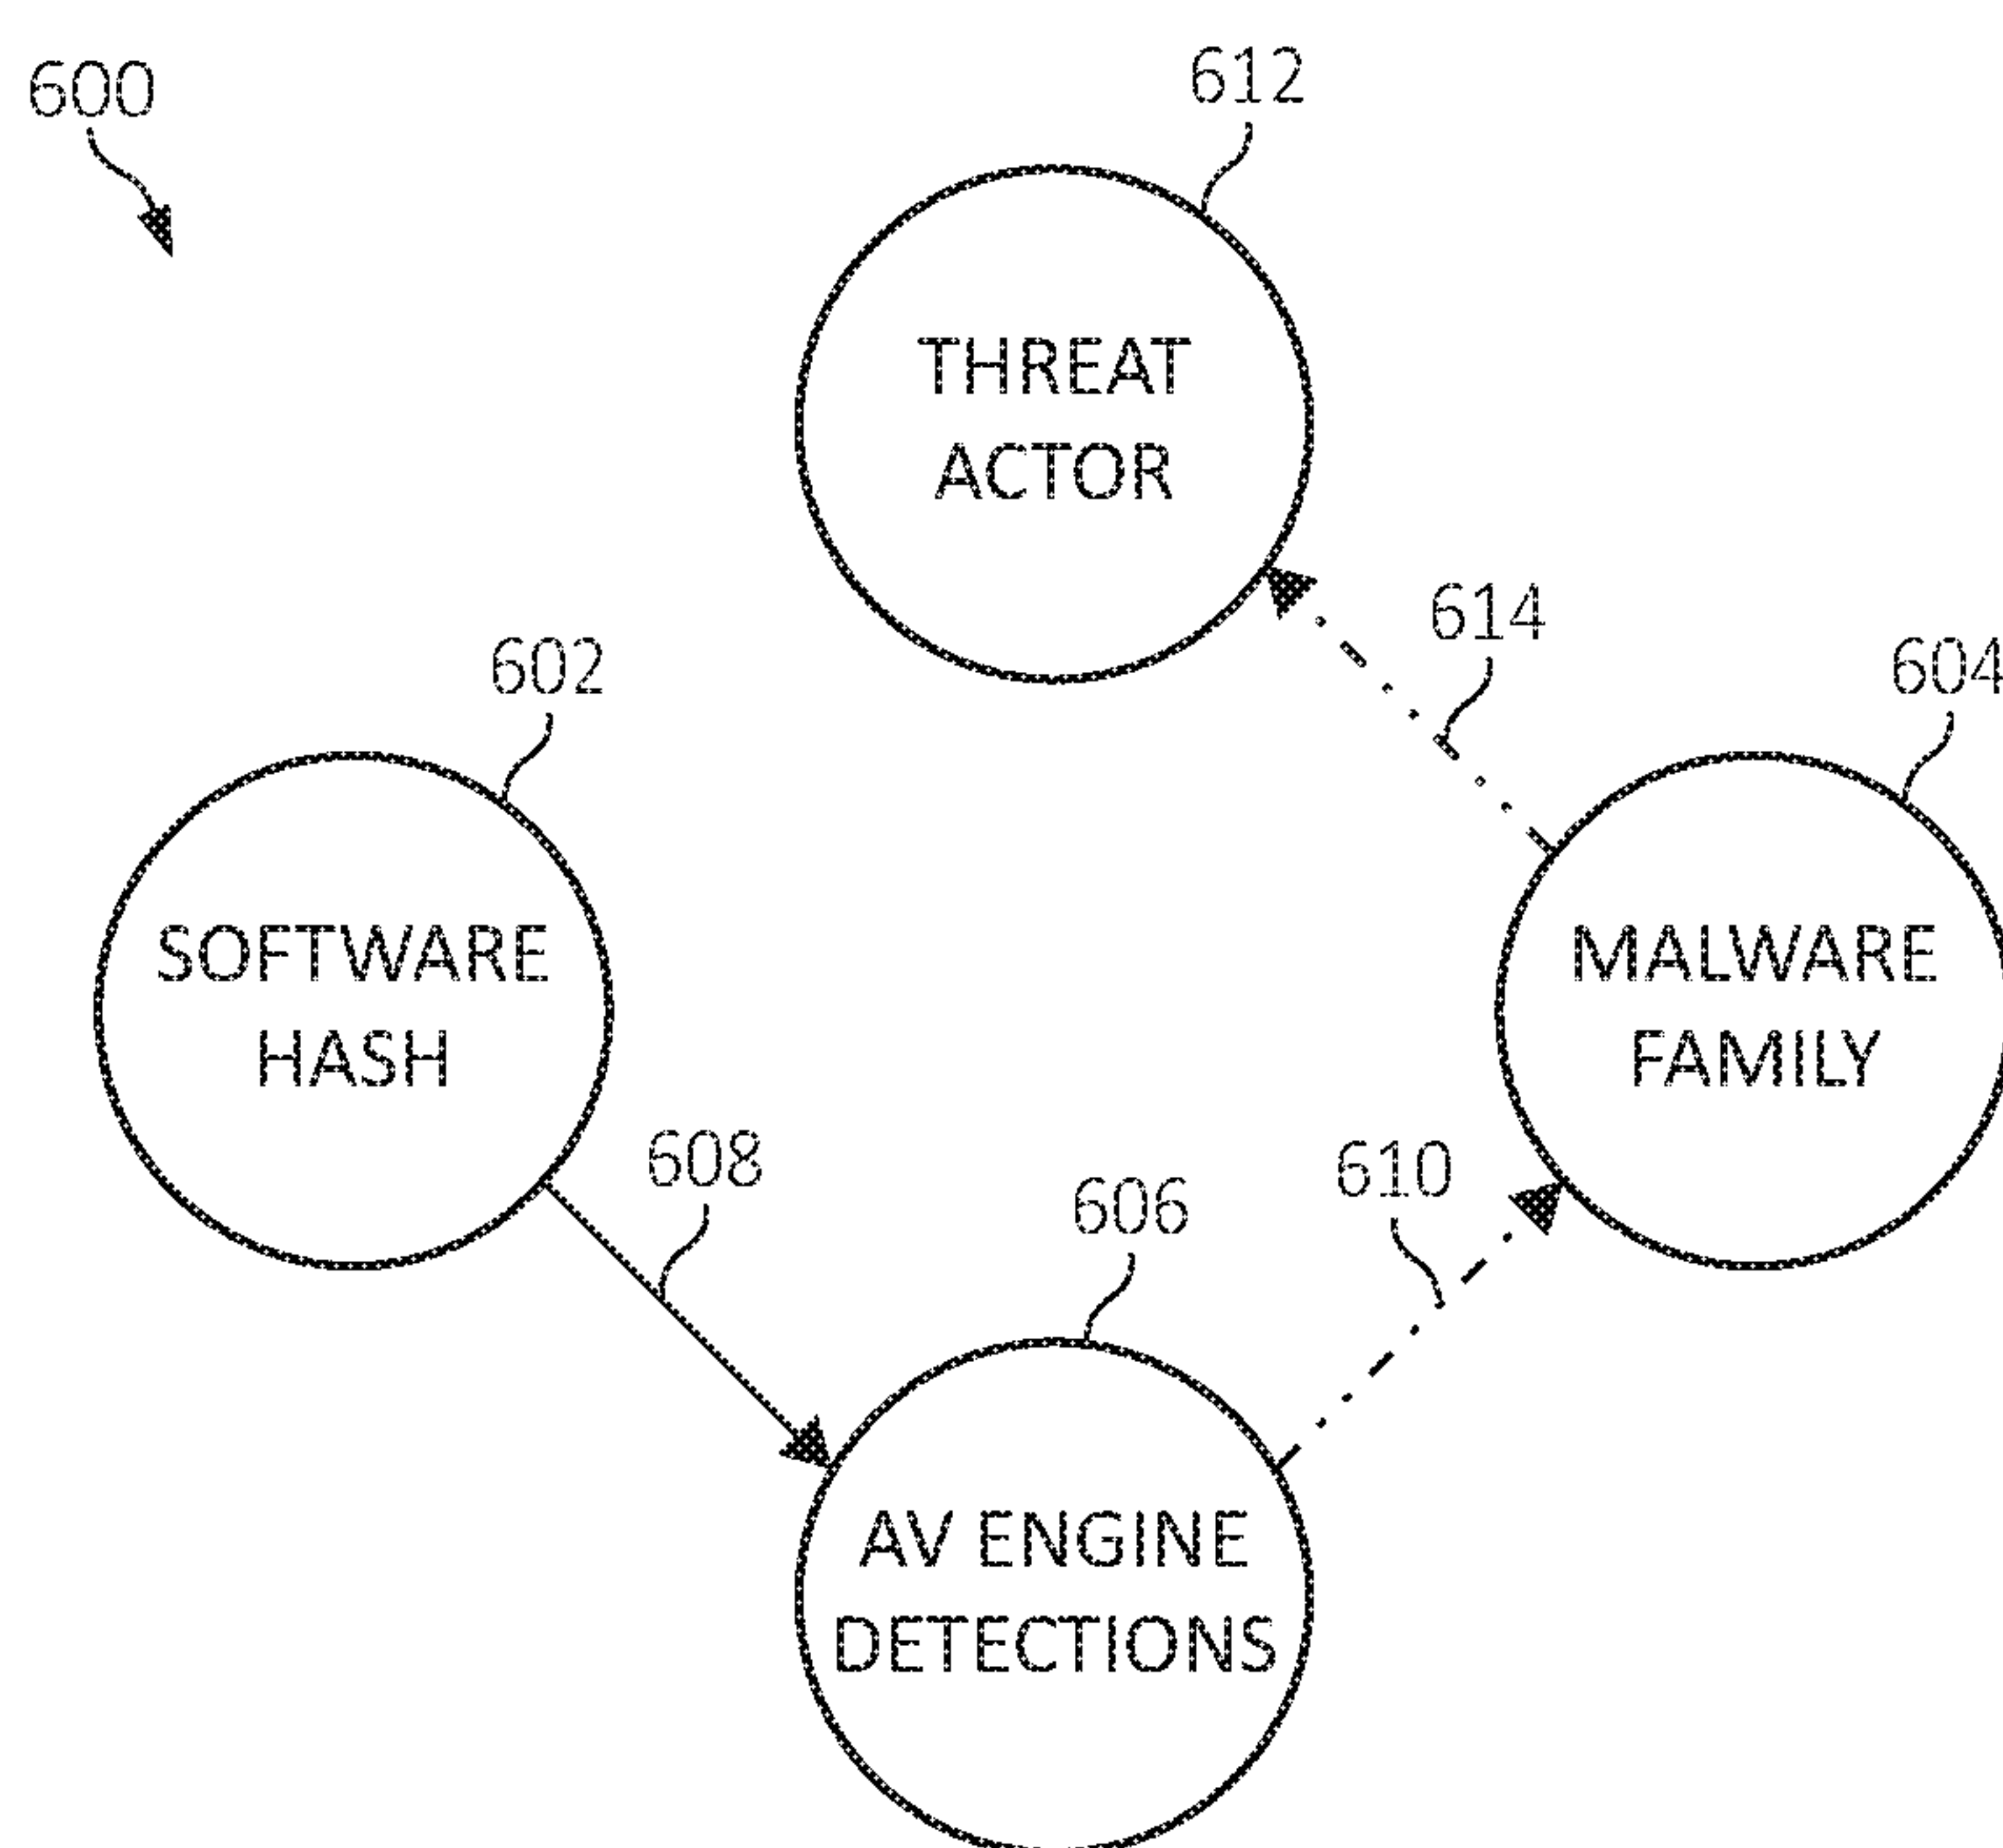 600
612
THREAT
ACTOR
614
602
604
SOFTWARE
HASH
MALWARE
FAMILY
608
606
610
AV ENGINE
DETECTIONS